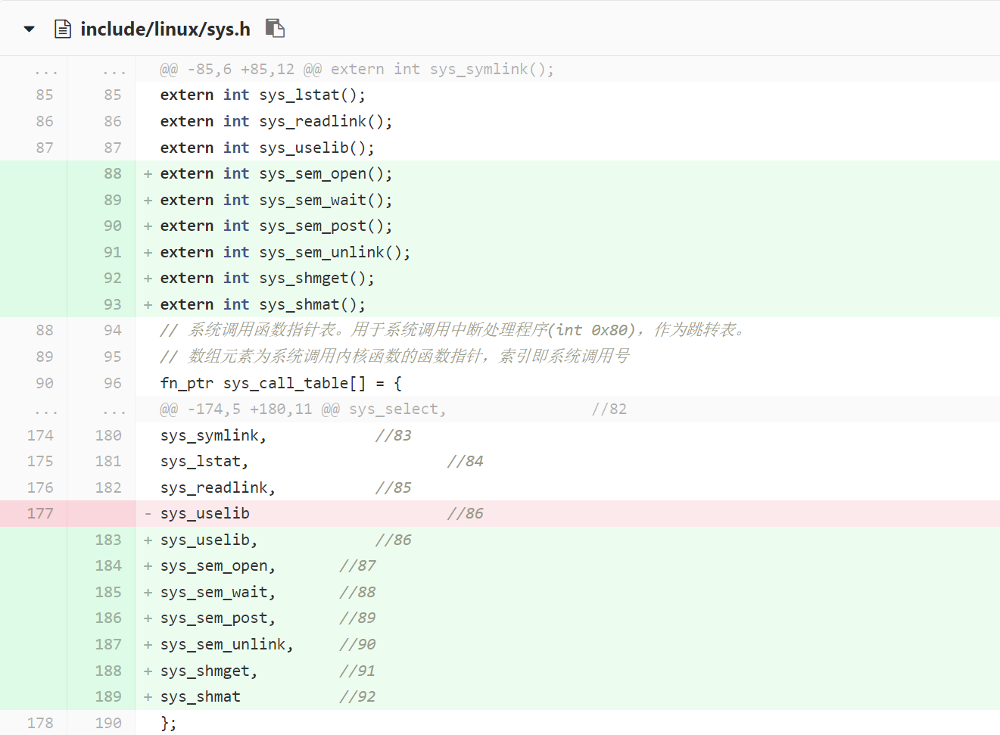 include/linux/sys.h
... ... @@ -85,6 +85,12 @@ extern int sys_symlink();
85 85 extern int sys_lstat();
86 86 extern int sys_readlink();
87 87 extern int sys_uselib();
88 + extern int sys_sem_open();
89 + extern int sys_sem_wait();
90 + extern int sys_sem_post();
91 + extern int sys_sem_unlink();
92 + extern int sys_shmget();
93 + extern int sys_shmat();
88 94 // 系统调用函数指针表。用于系统调用中断处理程序(int 0x80)，作为跳转表。
89 95 // 数组元素为系统调用内核函数的函数指针，索引即系统调用号
90 96 fn_ptr sys_call_table[] = {
... ... @@ -174,5 +180,11 @@ sys_select, //82
174 180 sys_symlink, //83
175 181 sys_lstat, //84
176 182 sys_readlink, //85
177 - sys_uselib //86
183 + sys_uselib, //86
184 + sys_sem_open, //87
185 + sys_sem_wait, //88
186 + sys_sem_post, //89
187 + sys_sem_unlink, //90
188 + sys_shmget, //91
189 + sys_shmat //92
178 190 };